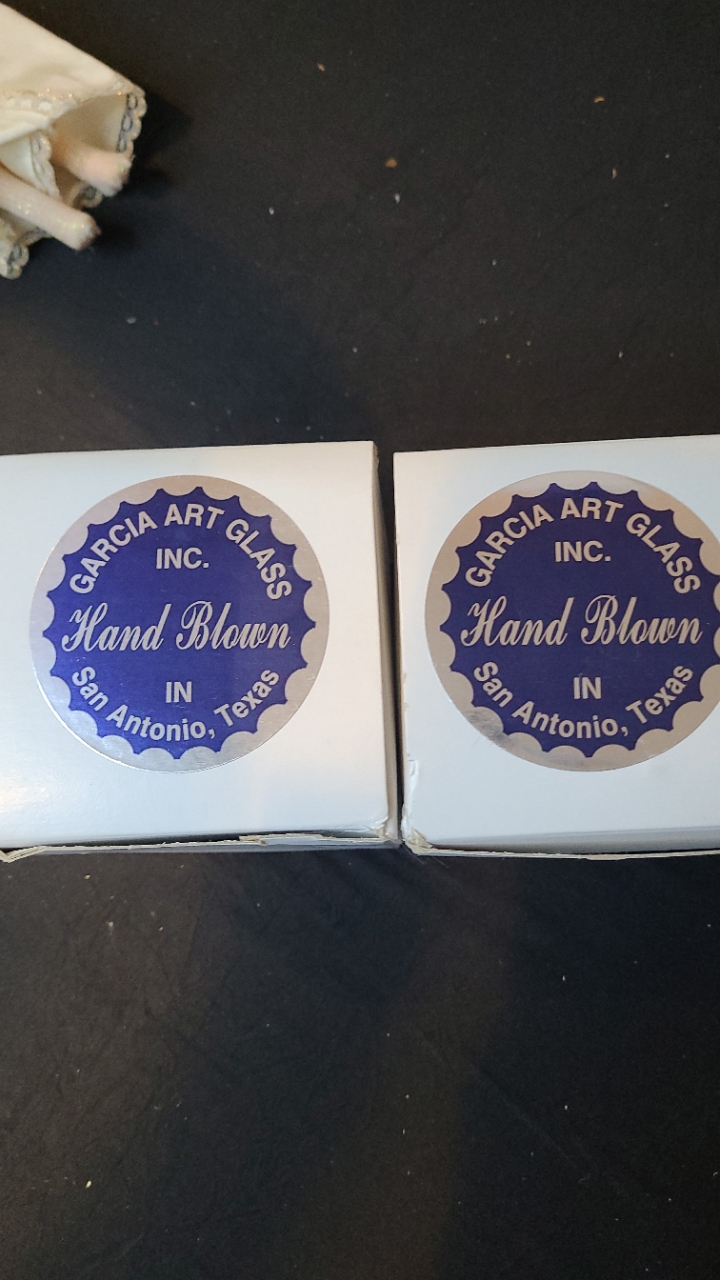 GARCIA ART GLASS
INC.
Hand Blown
IN
San Antonio, Texas
GARCIA ART GLASS
INC.
Hand Blown
IN
San Antonio, Texas